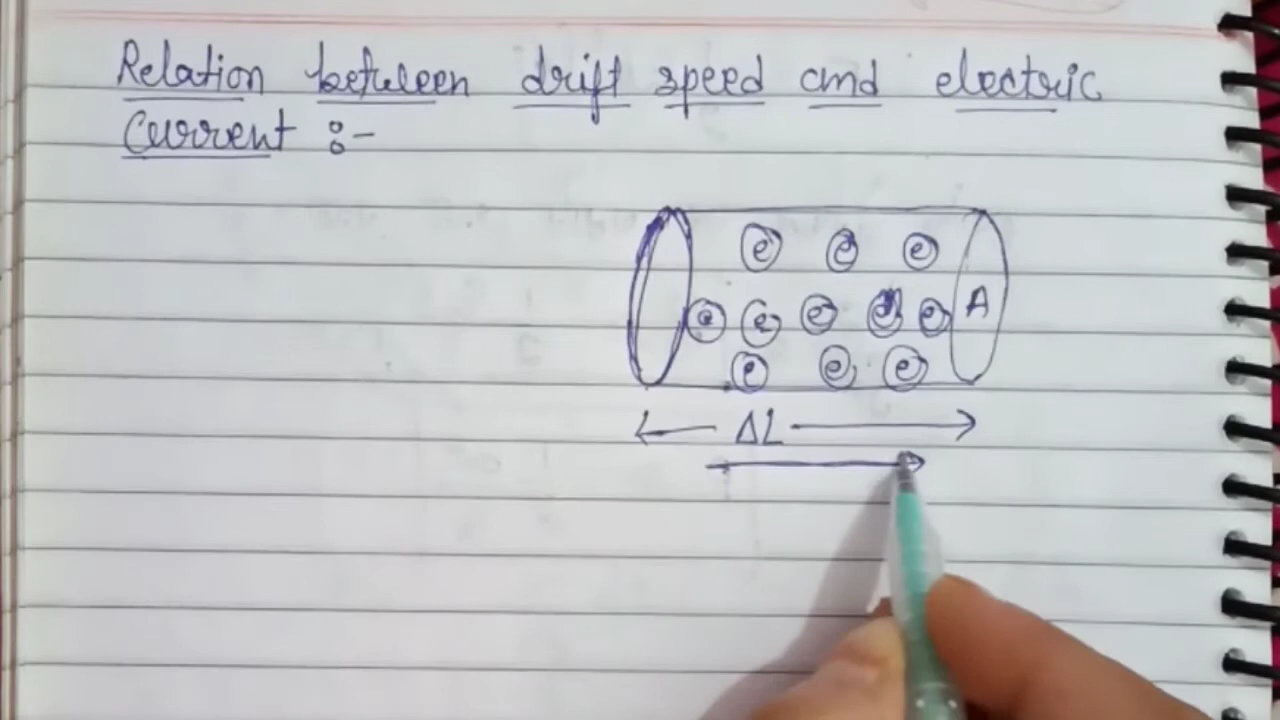 Relation between drift speed and electric
Current :-
e e e
e e e e e A
e e e
ΔL